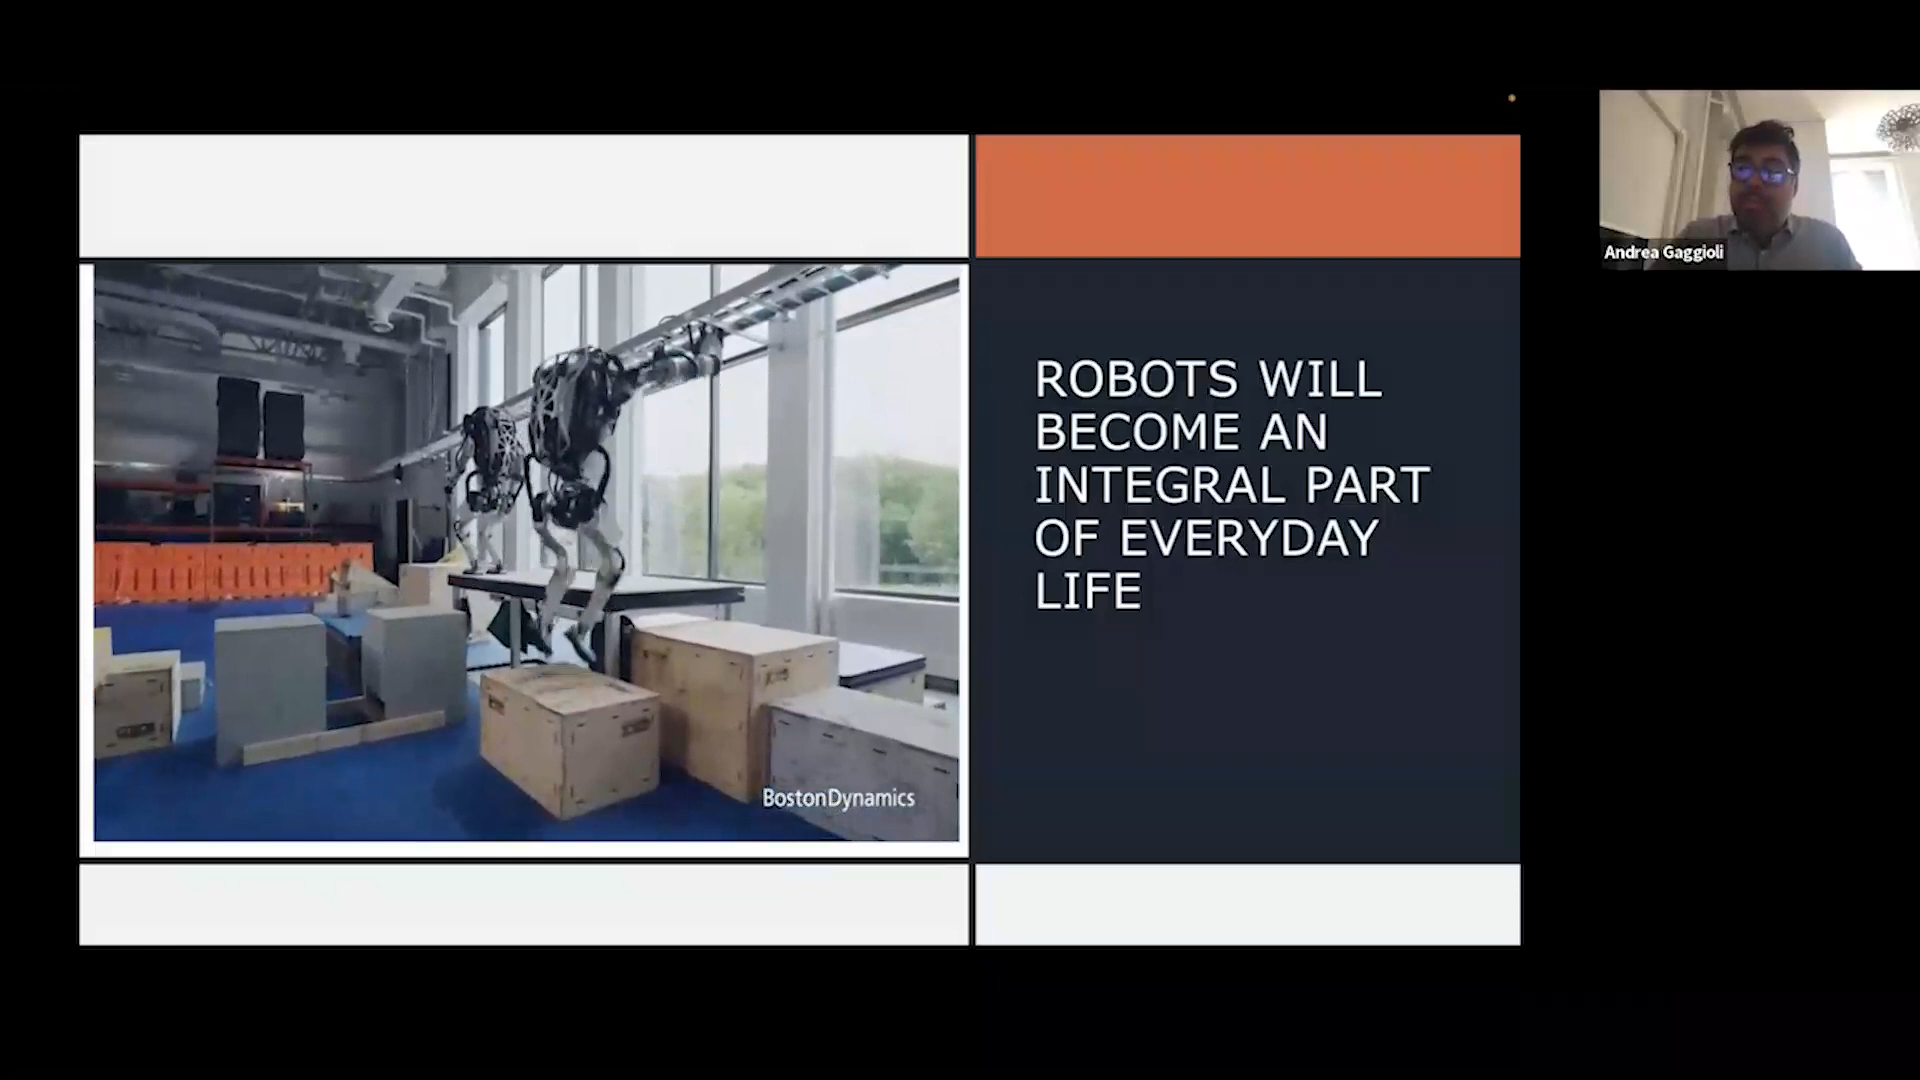 ROBOTS WILL
BECOME AN
INTEGRAL PART
OF EVERYDAY
LIFE
BostonDynamics
Andrea Gaggioli